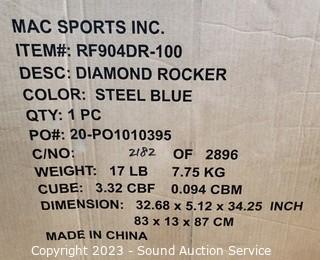 MAC SPORTS INC.
ITEM#: RF904DR-100
DESC: DIAMOND ROCKER
COLOR: STEEL BLUE
QTY: 1 PC
PO#: 20-PO1010395
C/NO: 2182 OF 2896
WEIGHT: 17 LB 7.75 KG
CUBE: 3.32 CBF 0.094 CBM
DIMENSION: 32.68 x 5.12 x 34.25 INCH
83 x 13 x 87 CM
MADE IN CHINA
Copyright ©2023 - Sound Auction Service